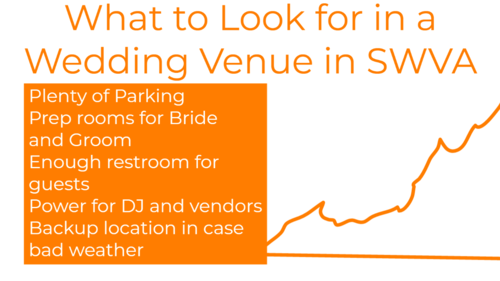 What to Look for in a
Wedding Venue in SWVA
Plenty of Parking
Prep rooms for Bride
and Groom
Enough restroom for
guests
Power for DJ and vendors
Backup location in case
bad weather